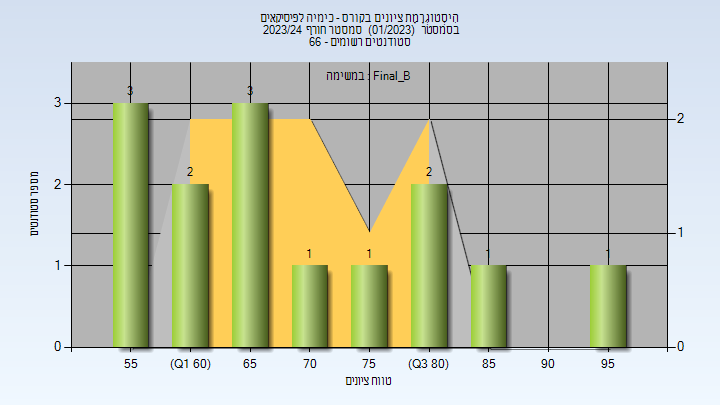 היסטוגרמת ציונים בקורס - כימיה לפיסיקאים
בסמסטר (01/2023) סמסטר חורף 2023/24
סטודנטים רשומים - 66
במשימה : Final_B
מספר סטודנטים
3
2
1
0
2
1
0
3
2
3
1
1
2
1
1
55
(Q1 60)
65
70
75
(Q3 80)
85
90
95
טווח ציונים